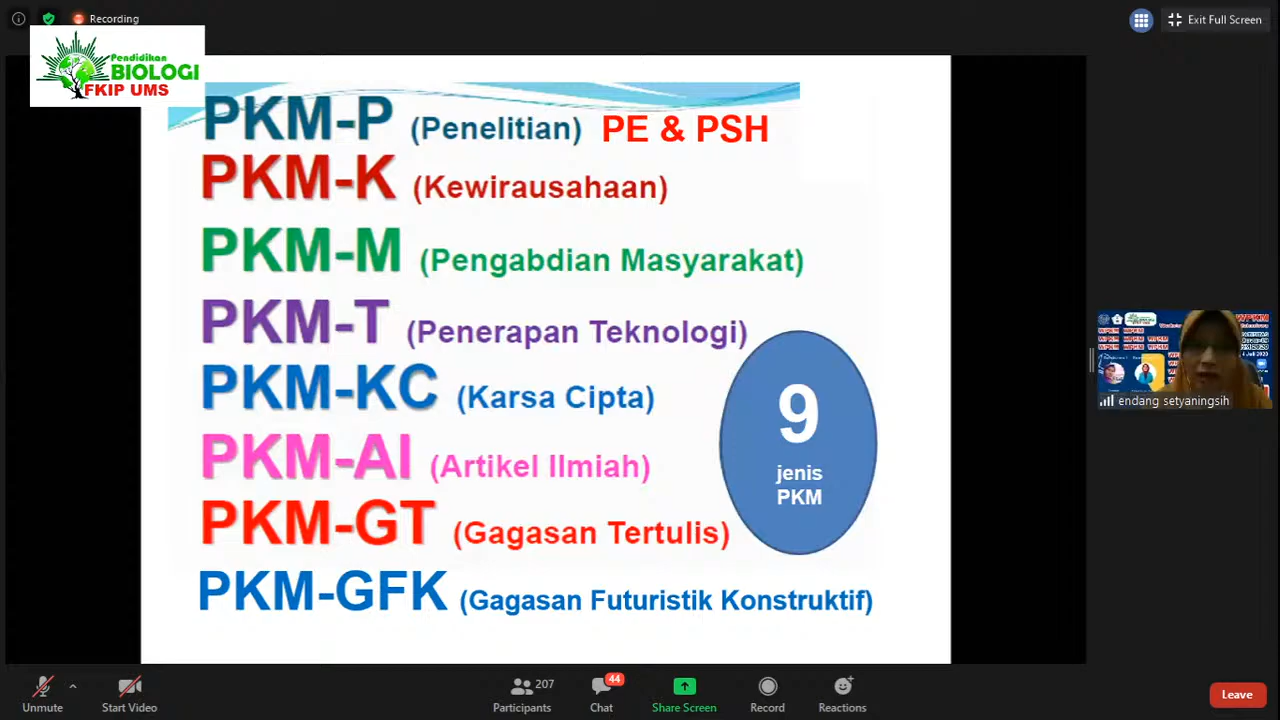 Recording
Exit Full Screen
Pendidikan
BIOLOGI
FKIP UMS
PKM-P (Penelitian) PE & PSH
PKM-K (Kewirausahaan)
PKM-M (Pengabdian Masyarakat)
PKM-T (Penerapan Teknologi)
PKM-KC (Karsa Cipta)
PKM-AI (Artikel Ilmiah)
PKM-GT (Gagasan Tertulis)
PKM-GFK (Gagasan Futuristik Konstruktif)
9
jenis
PKM
endang setyaningsih
Unmute
Start Video
207
Participants
44
Chat
Share Screen
Record
Reactions
Leave